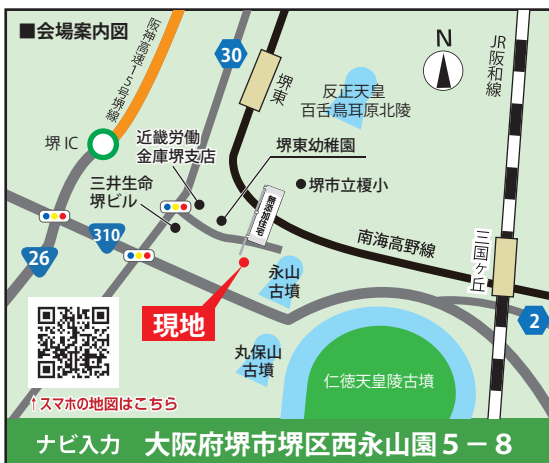 ■会場案内図
阪神高速15号堺線
30
堺東
反正天皇
百舌鳥耳原北陵
N
JR阪和線
堺IC
近畿労働
金庫堺支店
堺東幼稚園
三井生命
堺ビル
堺市立榎小
無添加住宅
310
26
南海高野線
三国ヶ丘
永山
古墳
現地
2
丸保山
古墳
仁徳天皇陵古墳
↑スマホの地図はこちら
ナビ入力 大阪府堺市堺区西永山園5−8